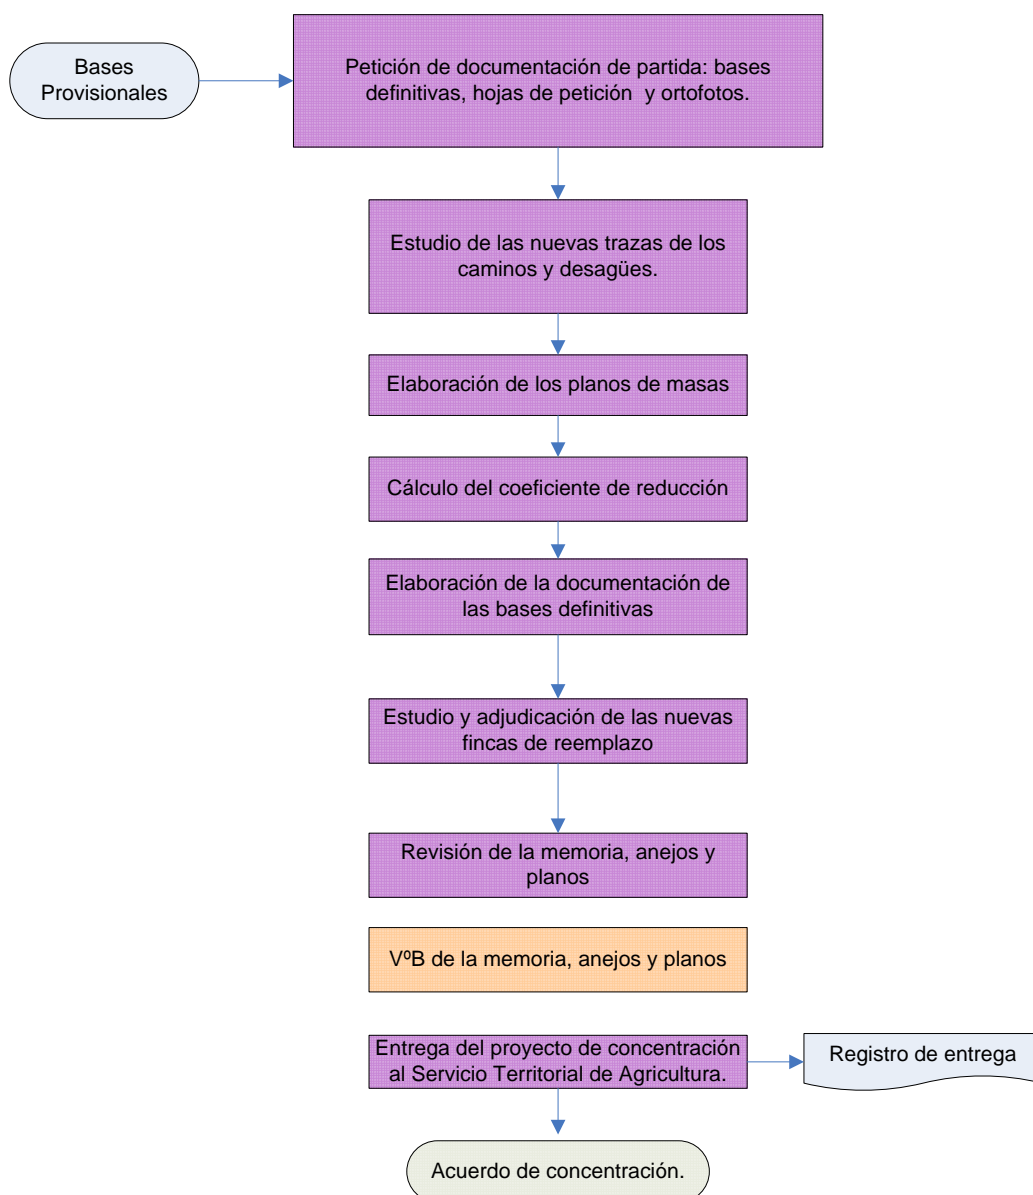 Bases
Provisionales
Petición de documentación de partida: bases
definitivas, hojas de petición y ortofotos.
Estudio de las nuevas trazas de los
caminos y desagües.
Elaboración de los planos de masas
Cálculo del coeficiente de reducción
Elaboración de la documentación de
las bases definitivas
Estudio y adjudicación de las nuevas
fincas de reemplazo
Revisión de la memoria, anejos y
planos
VºB de la memoria, anejos y planos
Entrega del proyecto de concentración
al Servicio Territorial de Agricultura.
Registro de entrega
Acuerdo de concentración.